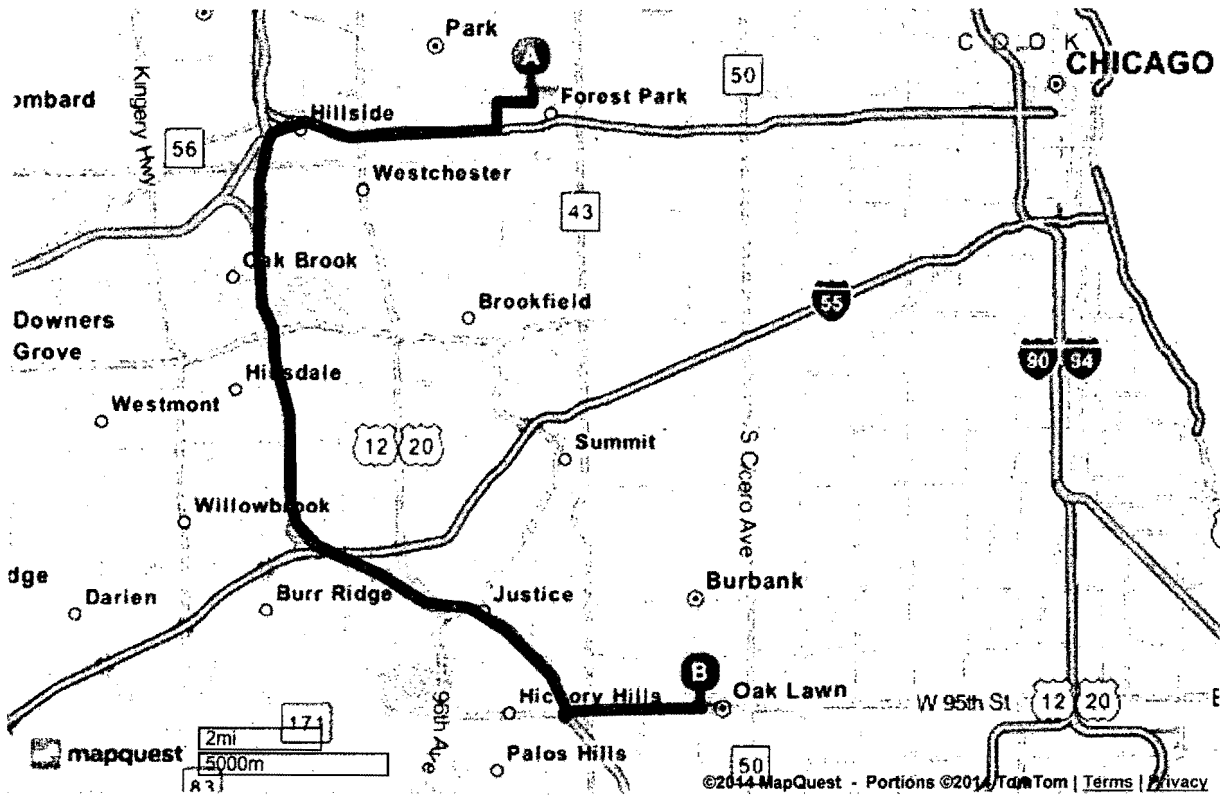 Park
A
C O O K
CHICAGO
50
ombard
Kingery Hwy
Forest Park
Hillside
56
Westchester
43
Oak Brook
Brookfield
55
Downers
Grove
90 94
Hinsdale
Westmont
12 20
Summit
S Cicero Ave
Willowbrook
dge
Darien
Burr Ridge
Justice
Burbank
B
Hickory Hills
Oak Lawn
W 95th St
12 20
E
171
96th Ave
2mi
mapquest
5000m
Palos Hills
50
83
©2014 MapQuest - Portions ©2014 TomTom | Terms | Privacy